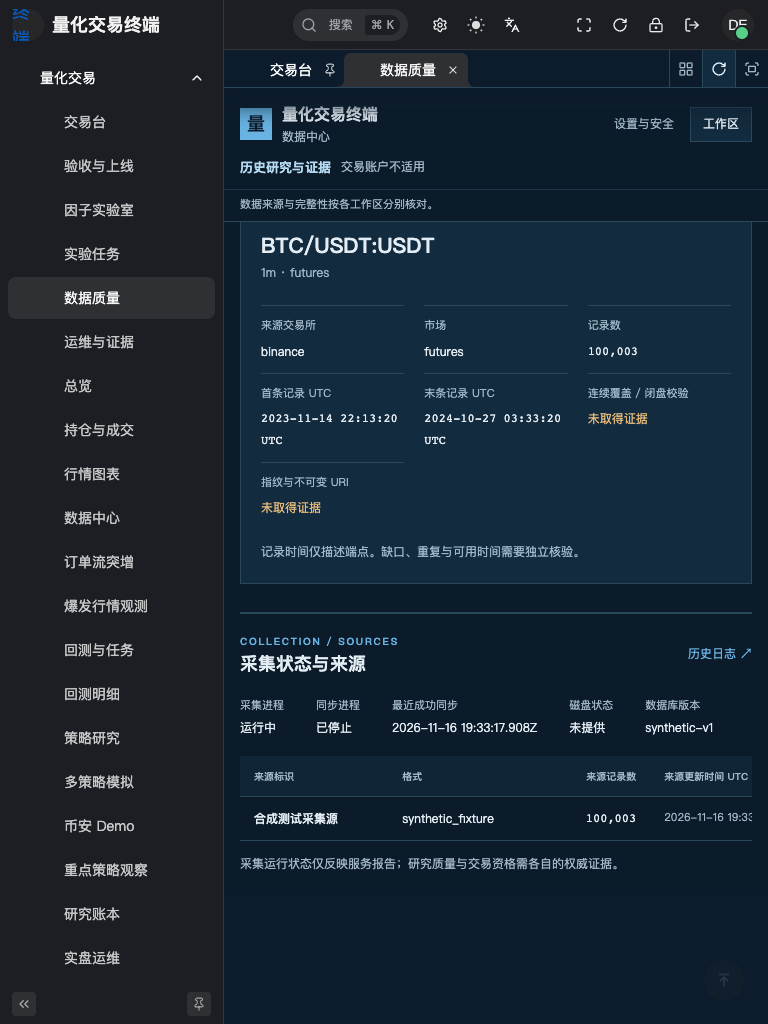 终端
量化交易终端
搜索
⌘ K
DE
量化交易
交易台
验收与上线
因子实验室
实验任务
数据质量
运维与证据
总览
持仓与成交
行情图表
数据中心
订单流突增
爆发行情观测
回测与任务
回测明细
策略研究
多策略模拟
币安 Demo
重点策略观察
研究账本
实盘运维
交易台
数据质量
量
量化交易终端
数据中心
设置与安全
工作区
历史研究与证据 交易账户不适用
数据来源与完整性按各工作区分别核对。
BTC/USDT:USDT
1m · futures
来源交易所 市场 记录数
binance futures 100,003
首条记录 UTC 末条记录 UTC 连续覆盖 / 闭盘校验
2023-11-14 22:13:20 UTC
2024-10-27 03:33:20 UTC
未取得证据
指纹与不可变 URI
未取得证据
记录时间仅描述端点。缺口、重复与可用时间需要独立核验。
COLLECTION / SOURCES
采集状态与来源
历史日志 ↗
采集进程 同步进程 最近成功同步 磁盘状态 数据库版本
运行中 已停止 2026-11-16 19:33:17.908Z 未提供 synthetic-v1
来源标识 格式 来源记录数 来源更新时间 UTC
合成测试采集源 synthetic_fixture 100,003 2026-11-16 19:33
采集运行状态仅反映服务报告；研究质量与交易资格需各自的权威证据。